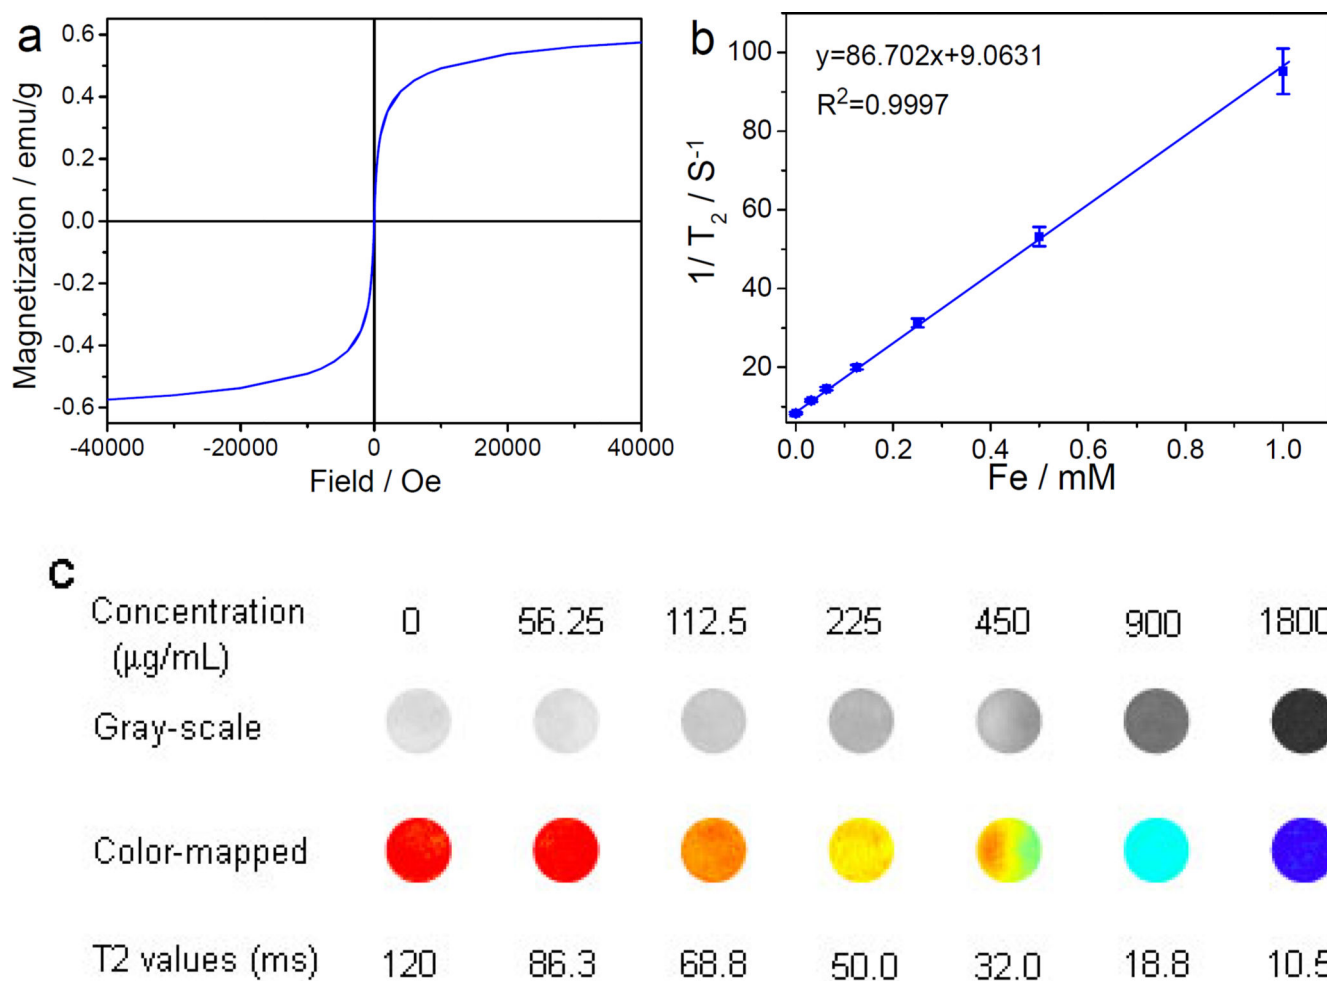 a
0.6
0.4
0.2
0.0
-0.2
-0.4
-0.6
-40000 -20000 0 20000 40000
Magnetization / emu/g
Field / Oe
b
y=86.702x+9.0631
R²=0.9997
100
80
60
40
20
0.0 0.2 0.4 0.6 0.8 1.0
1/ T₂ / S⁻¹
Fe / mM
c
Concentration 0 56.25 112.5 225 450 900 1800
(µg/mL)
Gray-scale
Color-mapped
T2 values (ms) 120 86.3 68.8 50.0 32.0 18.8 10.5